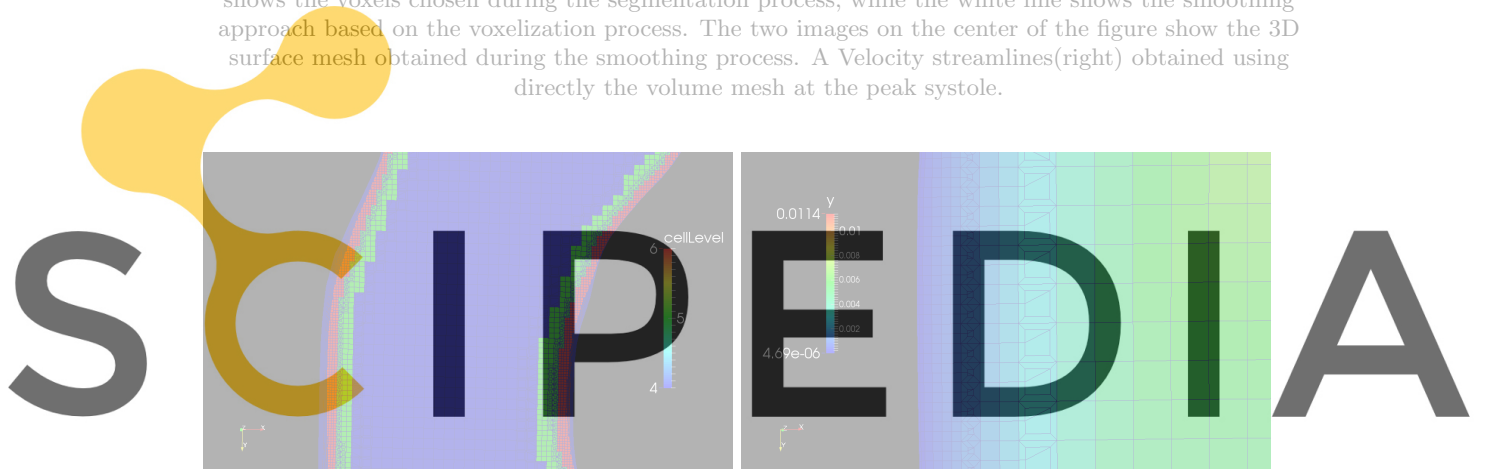 shows the voxels chosen during the segmentation process, while the white line shows the smoothing
approach based on the voxelization process. The two images on the center of the figure show the 3D
surface mesh obtained during the smoothing process. A Velocity streamlines(right) obtained using
directly the volume mesh at the peak systole.
SCIPEDIA
cellLevel
6
5
4
x
y
y
0.0114
0.01
0.008
0.006
0.004
0.002
4.69e-06
x
y